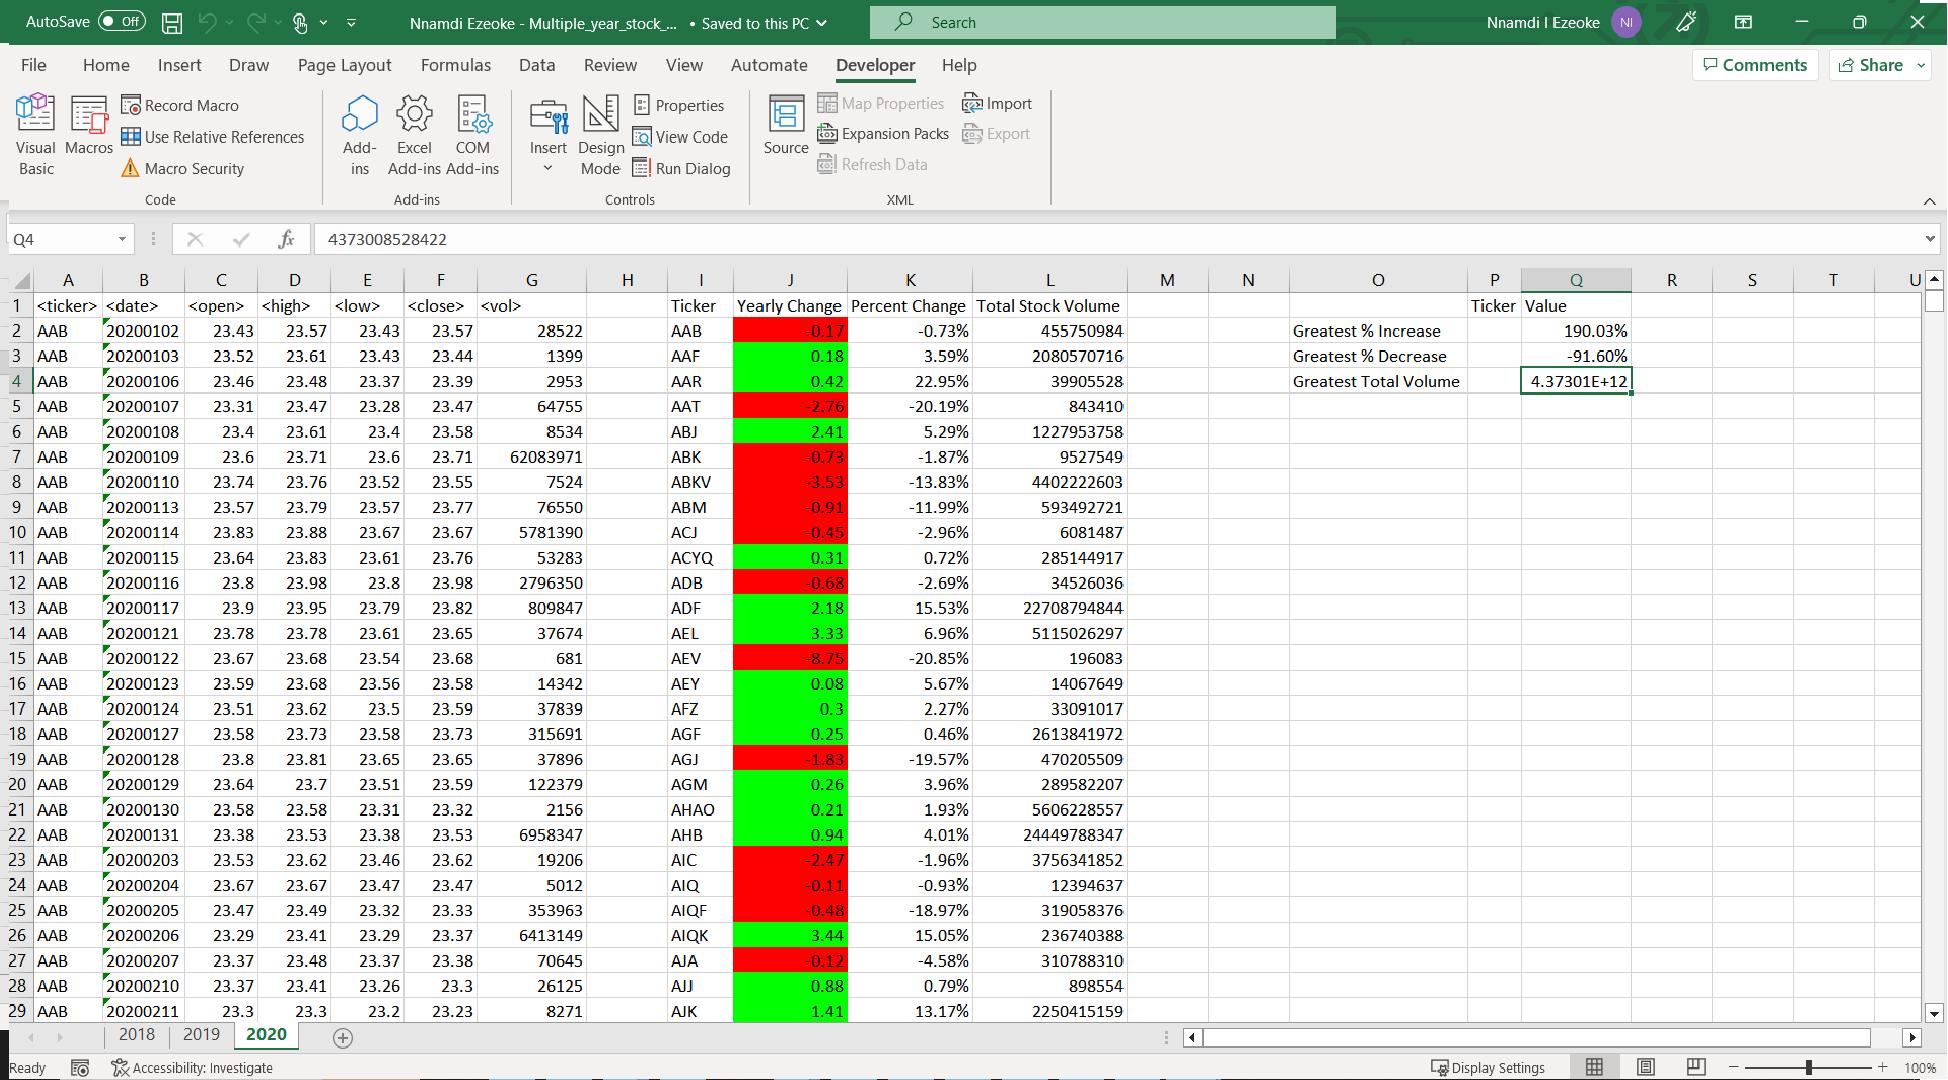 AutoSave Off Nnamdi Ezeoke - Multiple_year_stock_... • Saved to this PC Search Nnamdi I Ezeoke NI
File Home Insert Draw Page Layout Formulas Data Review View Automate Developer Help Comments Share
Visual Basic Macros Record Macro Use Relative References Macro Security
Add-ins Excel Add-ins COM Add-ins
Insert Design Mode Properties View Code Run Dialog
Source Map Properties Expansion Packs Refresh Data Import Export
Code Add-ins Controls XML
Q4 fx 4373008528422
A B C D E F G H I J K L M N O P Q R S T U
1 <ticker> <date> <open> <high> <low> <close> <vol> Ticker Yearly Change Percent Change Total Stock Volume Ticker Value
2 AAB 20200102 23.43 23.57 23.43 23.57 28522 AAB -0.17 -0.73% 455750984 Greatest % Increase 190.03%
3 AAB 20200103 23.52 23.61 23.43 23.44 1399 AAF 0.18 3.59% 2080570716 Greatest % Decrease -91.60%
4 AAB 20200106 23.46 23.48 23.37 23.39 2953 AAR 0.42 22.95% 39905528 Greatest Total Volume 4.37301E+12
5 AAB 20200107 23.31 23.47 23.28 23.47 64755 AAT -2.76 -20.19% 843410
6 AAB 20200108 23.4 23.61 23.4 23.58 8534 ABJ 2.41 5.29% 1227953758
7 AAB 20200109 23.6 23.71 23.6 23.71 62083971 ABK -0.73 -1.87% 9527549
8 AAB 20200110 23.74 23.76 23.52 23.55 7524 ABKV -3.53 -13.83% 4402222603
9 AAB 20200113 23.57 23.79 23.57 23.77 76550 ABM -0.91 -11.99% 593492721
10 AAB 20200114 23.83 23.88 23.67 23.67 5781390 ACJ -0.45 -2.96% 6081487
11 AAB 20200115 23.64 23.83 23.61 23.76 53283 ACYQ 0.31 0.72% 285144917
12 AAB 20200116 23.8 23.98 23.8 23.98 2796350 ADB -0.68 -2.69% 34526036
13 AAB 20200117 23.9 23.95 23.79 23.82 809847 ADF 2.18 15.53% 22708794844
14 AAB 20200121 23.78 23.78 23.61 23.65 37674 AEL 3.33 6.96% 5115026297
15 AAB 20200122 23.67 23.68 23.54 23.68 681 AEV -8.75 -20.85% 196083
16 AAB 20200123 23.59 23.68 23.56 23.58 14342 AEY 0.08 5.67% 14067649
17 AAB 20200124 23.51 23.62 23.5 23.59 37839 AFZ 0.3 2.27% 33091017
18 AAB 20200127 23.58 23.73 23.58 23.73 315691 AGF 0.25 0.46% 2613841972
19 AAB 20200128 23.8 23.81 23.65 23.65 37896 AGJ -1.83 -19.57% 470205509
20 AAB 20200129 23.64 23.7 23.51 23.59 122379 AGM 0.26 3.96% 289582207
21 AAB 20200130 23.58 23.58 23.31 23.32 2156 AHAO 0.21 1.93% 5606228557
22 AAB 20200131 23.38 23.53 23.38 23.53 6958347 AHB 0.94 4.01% 24449788347
23 AAB 20200203 23.53 23.62 23.46 23.62 19206 AIC -2.47 -1.96% 3756341852
24 AAB 20200204 23.67 23.67 23.47 23.47 5012 AIQ -0.11 -0.93% 12394637
25 AAB 20200205 23.47 23.49 23.32 23.33 353963 AIQF -0.48 -18.97% 319058376
26 AAB 20200206 23.29 23.41 23.29 23.37 6413149 AIQK 3.44 15.05% 236740388
27 AAB 20200207 23.37 23.48 23.37 23.38 70645 AJA -0.12 -4.58% 310788310
28 AAB 20200210 23.37 23.41 23.26 23.3 26125 AJJ 0.88 0.79% 898554
29 AAB 20200211 23.3 23.3 23.2 23.23 8271 AJK 1.41 13.17% 2250415159
2018 2019 2020
Ready Accessibility: Investigate Display Settings 100%